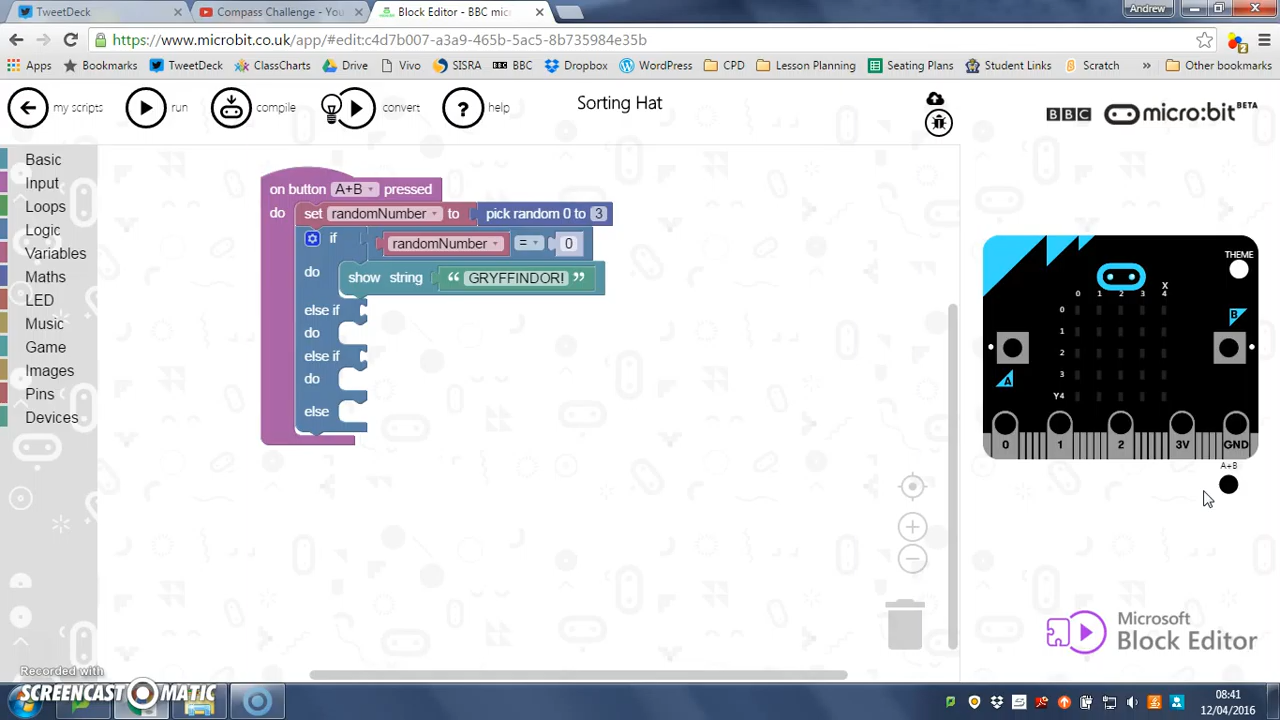 TweetDeck
Compass Challenge - You
Block Editor - BBC mic
Andrew
https://www.microbit.co.uk/app/#edit:c4d7b007-a3a9-465b-5ac5-8b735984e35b
Apps Bookmarks TweetDeck ClassCharts Drive Vivo SISRA BBC Dropbox WordPress CPD Lesson Planning Seating Plans Student Links Scratch » Other bookmarks
my scripts run compile convert ? help
Sorting Hat
BBC micro:bit BETA
Basic
Input
Loops
Logic
Variables
Maths
LED
Music
Game
Images
Pins
Devices
on button A+B pressed
do set randomNumber to pick random 0 to 3
if randomNumber = 0
do show string “ GRYFFINDOR! ”
else if
do
else if
do
else
THEME
X
0 1 2 3 4
0
1
2
3
Y4
A
B
0 1 2 3V GND
A+B
Microsoft
Block Editor
Recorded with
SCREENCAST-O-MATIC
08:41
12/04/2016